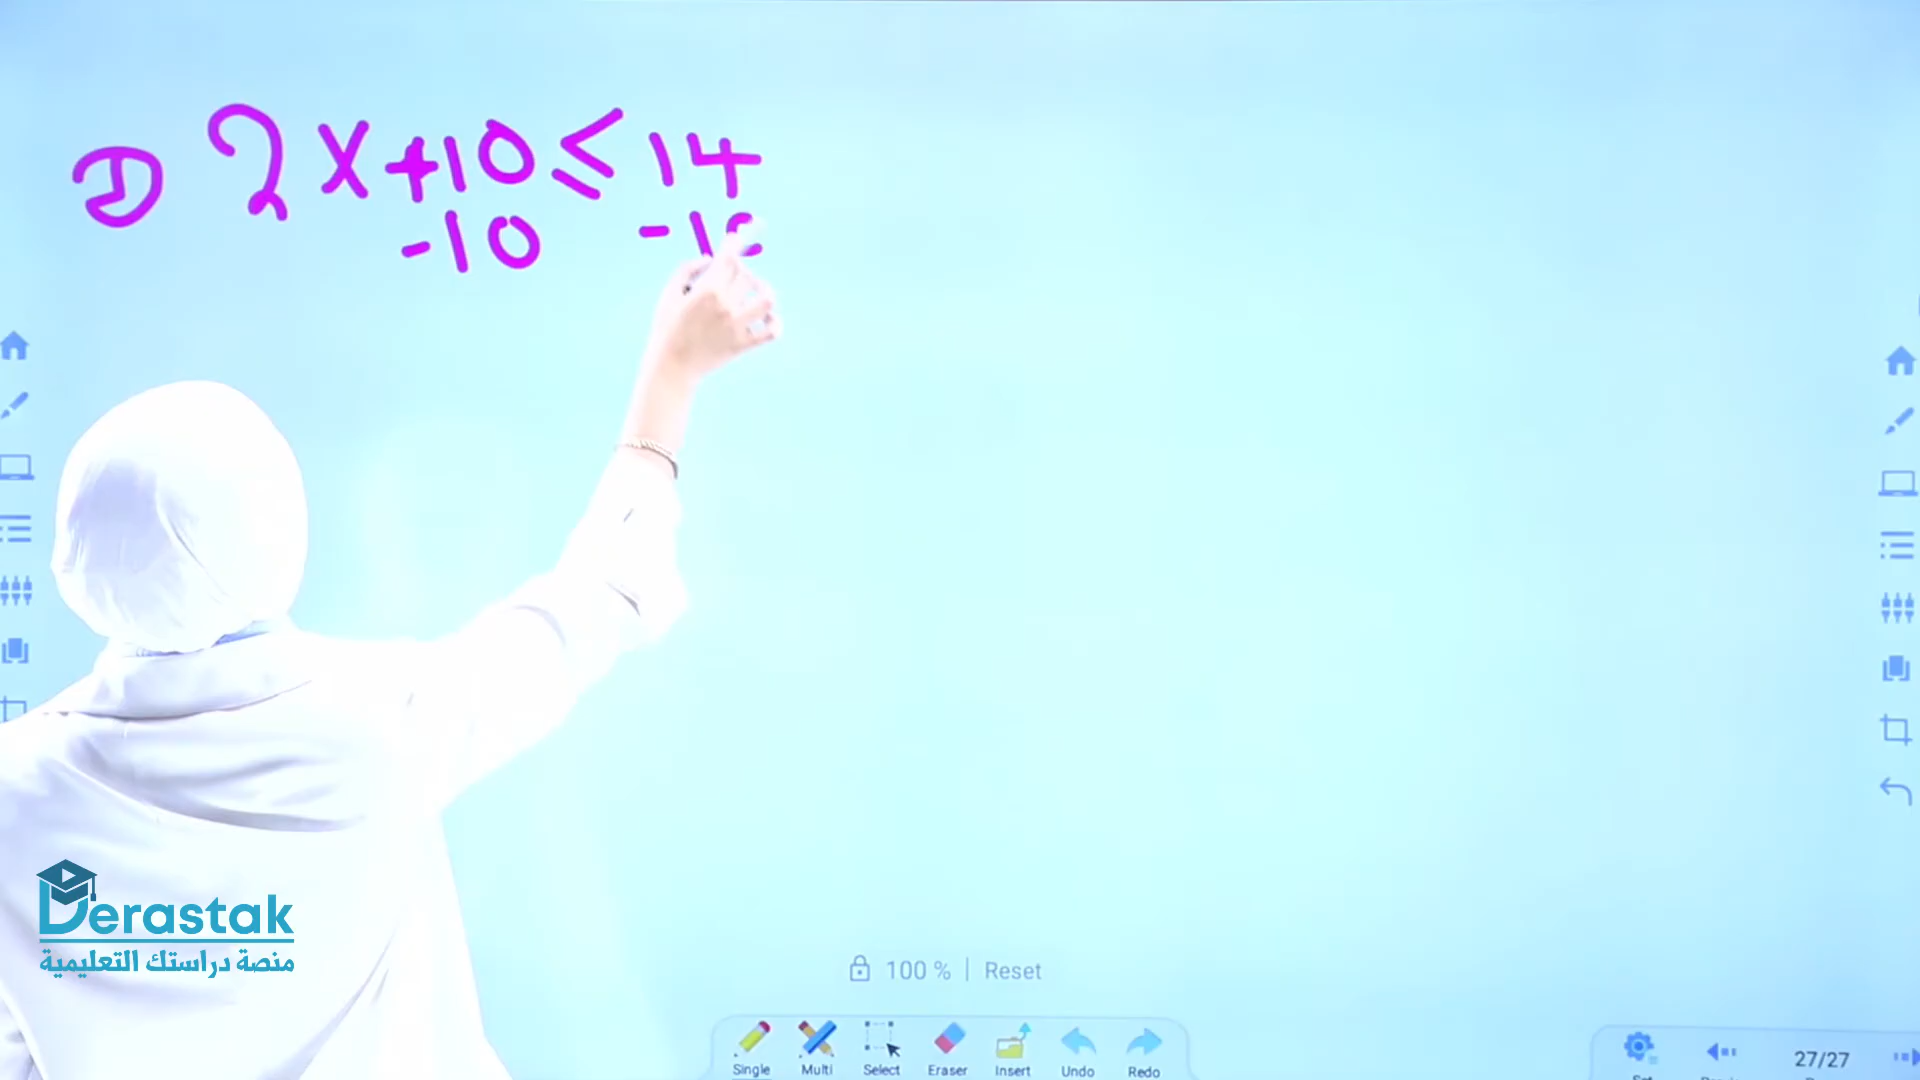 ① 2x+10≤14
-10 -10
Derastak
منصة دراستك التعليمية
100 % | Reset
Single Multi Select Eraser Insert Undo Redo
27/27